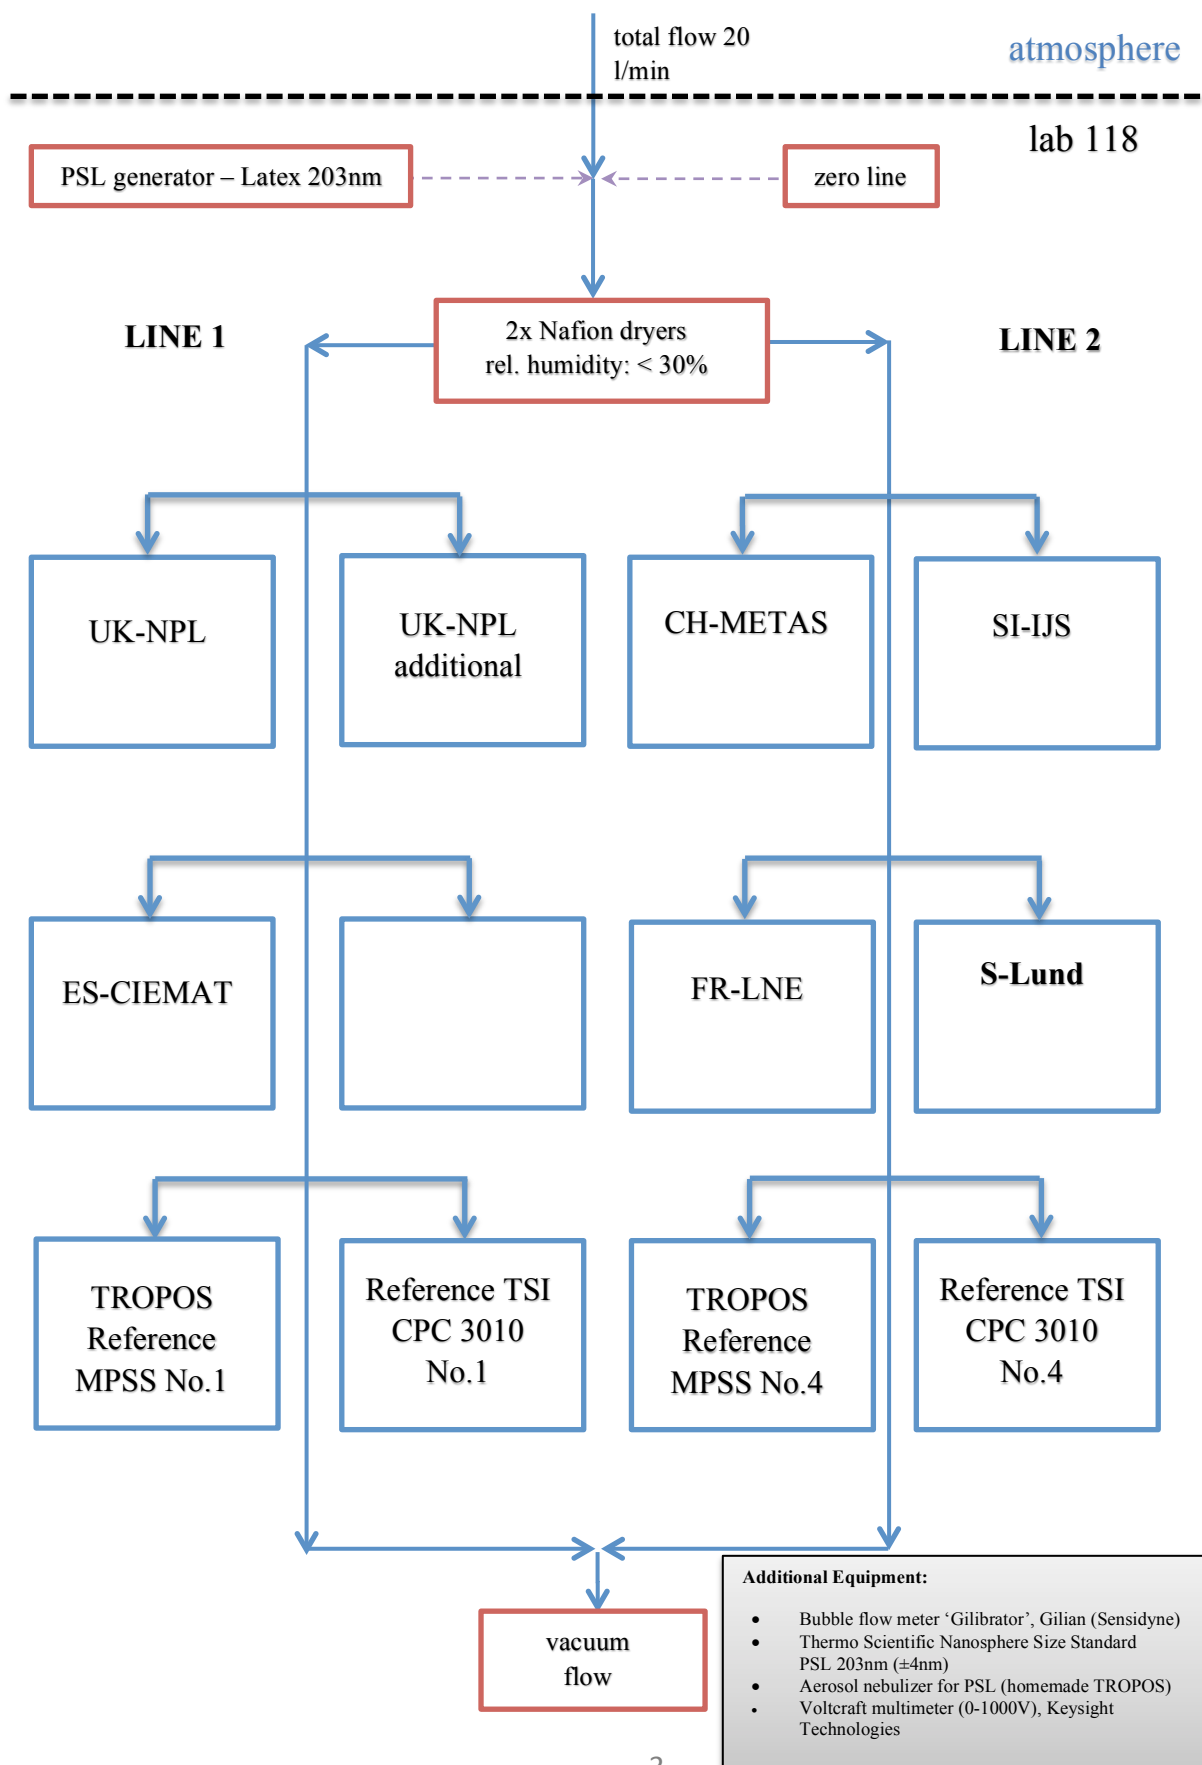 total flow 20
l/min
atmosphere
lab 118
PSL generator – Latex 203nm
zero line
LINE 1
2x Nafion dryers
rel. humidity: < 30%
LINE 2
UK-NPL
UK-NPL
additional
CH-METAS
SI-IJS
ES-CIEMAT
FR-LNE
S-Lund
TROPOS
Reference
MPSS No.1
Reference TSI
CPC 3010
No.1
TROPOS
Reference
MPSS No.4
Reference TSI
CPC 3010
No.4
vacuum
flow
Additional Equipment:
• Bubble flow meter ‘Gilibrator’, Gilian (Sensidyne)
• Thermo Scientific Nanosphere Size Standard
PSL 203nm (±4nm)
• Aerosol nebulizer for PSL (homemade TROPOS)
• Voltcraft multimeter (0-1000V), Keysight
Technologies